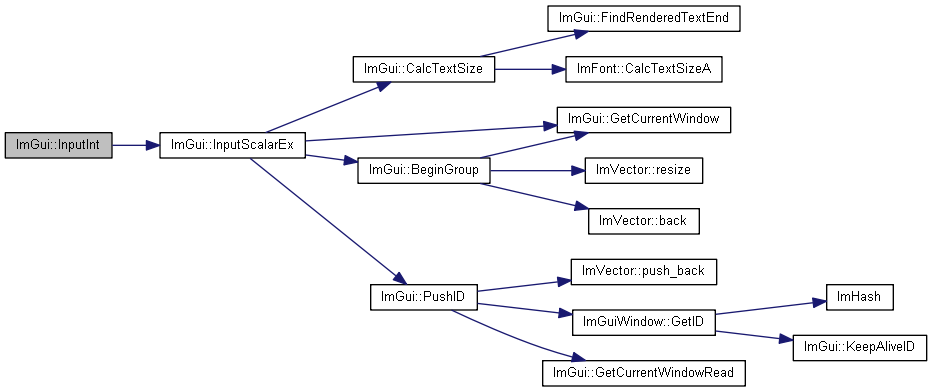 ImGui::FindRenderedTextEnd
ImGui::CalcTextSize
ImFont::CalcTextSizeA
ImGui::GetCurrentWindow
ImGui::InputInt
ImGui::InputScalarEx
ImGui::BeginGroup
ImVector::resize
ImVector::back
ImVector::push_back
ImGui::PushID
ImHash
ImGuiWindow::GetID
ImGui::KeepAliveID
ImGui::GetCurrentWindowRead